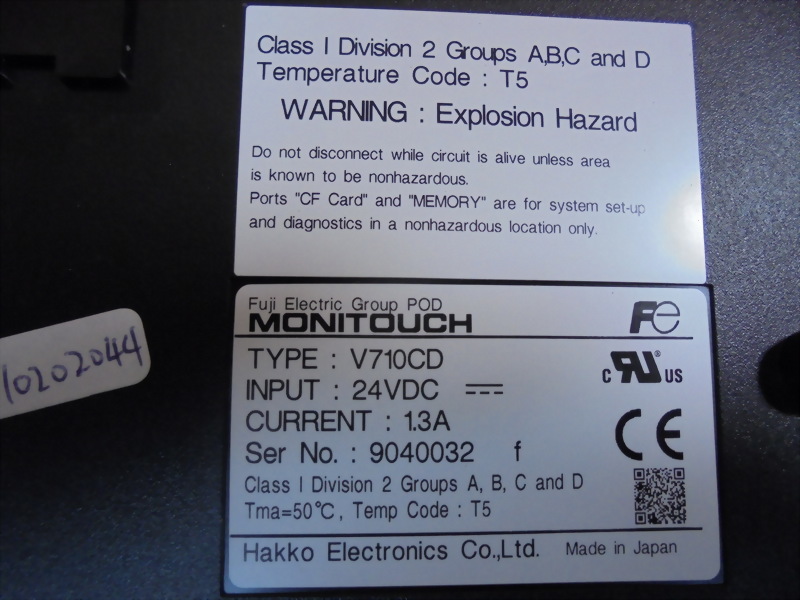 Class I Division 2 Groups A,B,C and D
Temperature Code : T5
WARNING : Explosion Hazard
Do not disconnect while circuit is alive unless area
is known to be nonhazardous.
Ports "CF Card" and "MEMORY" are for system set-up
and diagnostics in a nonhazardous location only.
Fuji Electric Group POD
MONITOUCH
Fe
TYPE : V710CD
INPUT : 24VDC
CURRENT : 1.3A
Ser No. : 9040032 f
Class I Division 2 Groups A, B, C and D
Tma=50°C, Temp Code : T5
C RU® US
CE
Hakko Electronics Co.,Ltd. Made in Japan
10202044